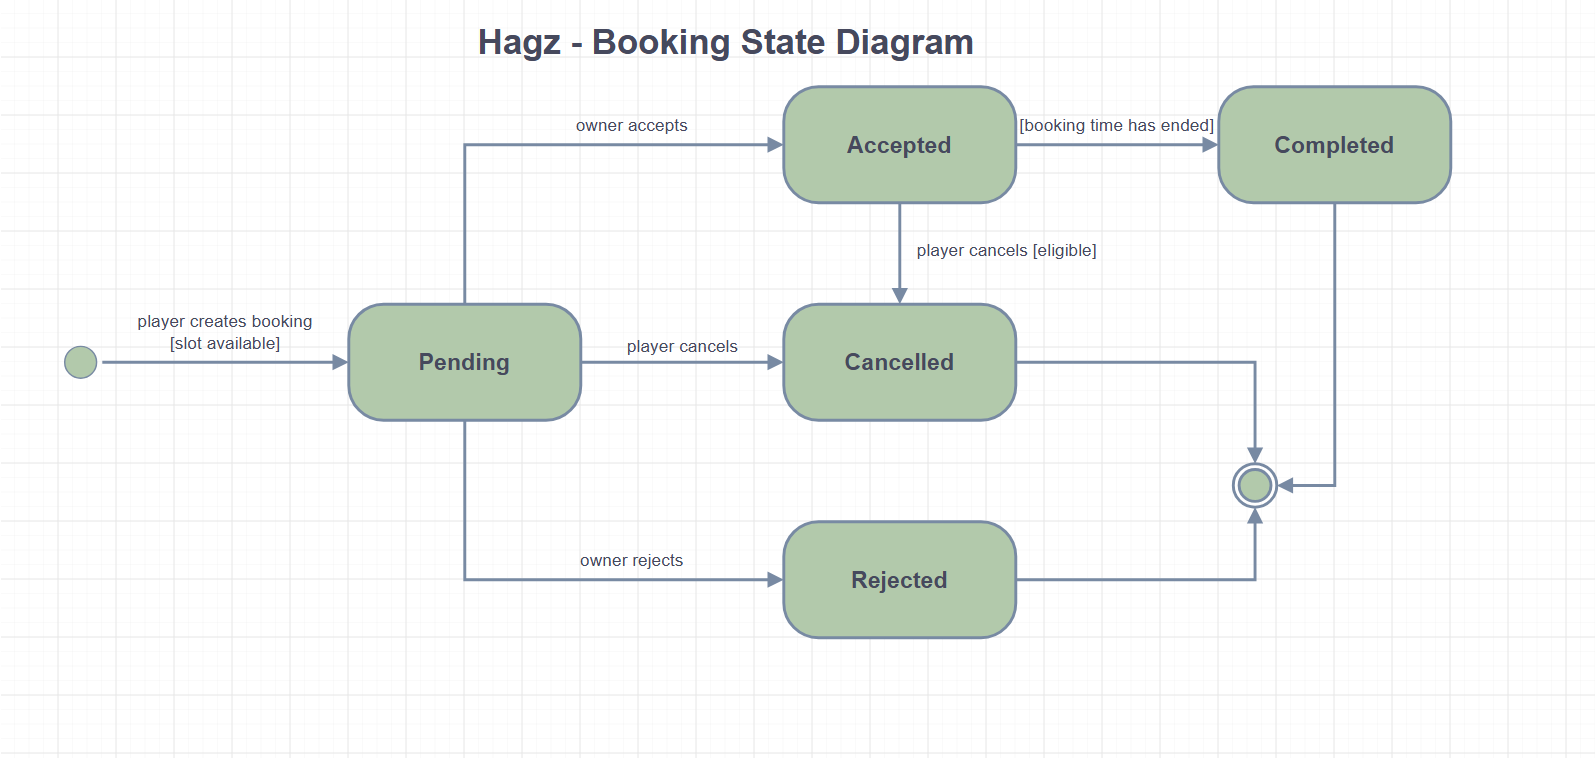 Hagz - Booking State Diagram
owner accepts
Accepted
[booking time has ended]
Completed
player cancels [eligible]
player creates booking
[slot available]
Pending
player cancels
Cancelled
owner rejects
Rejected